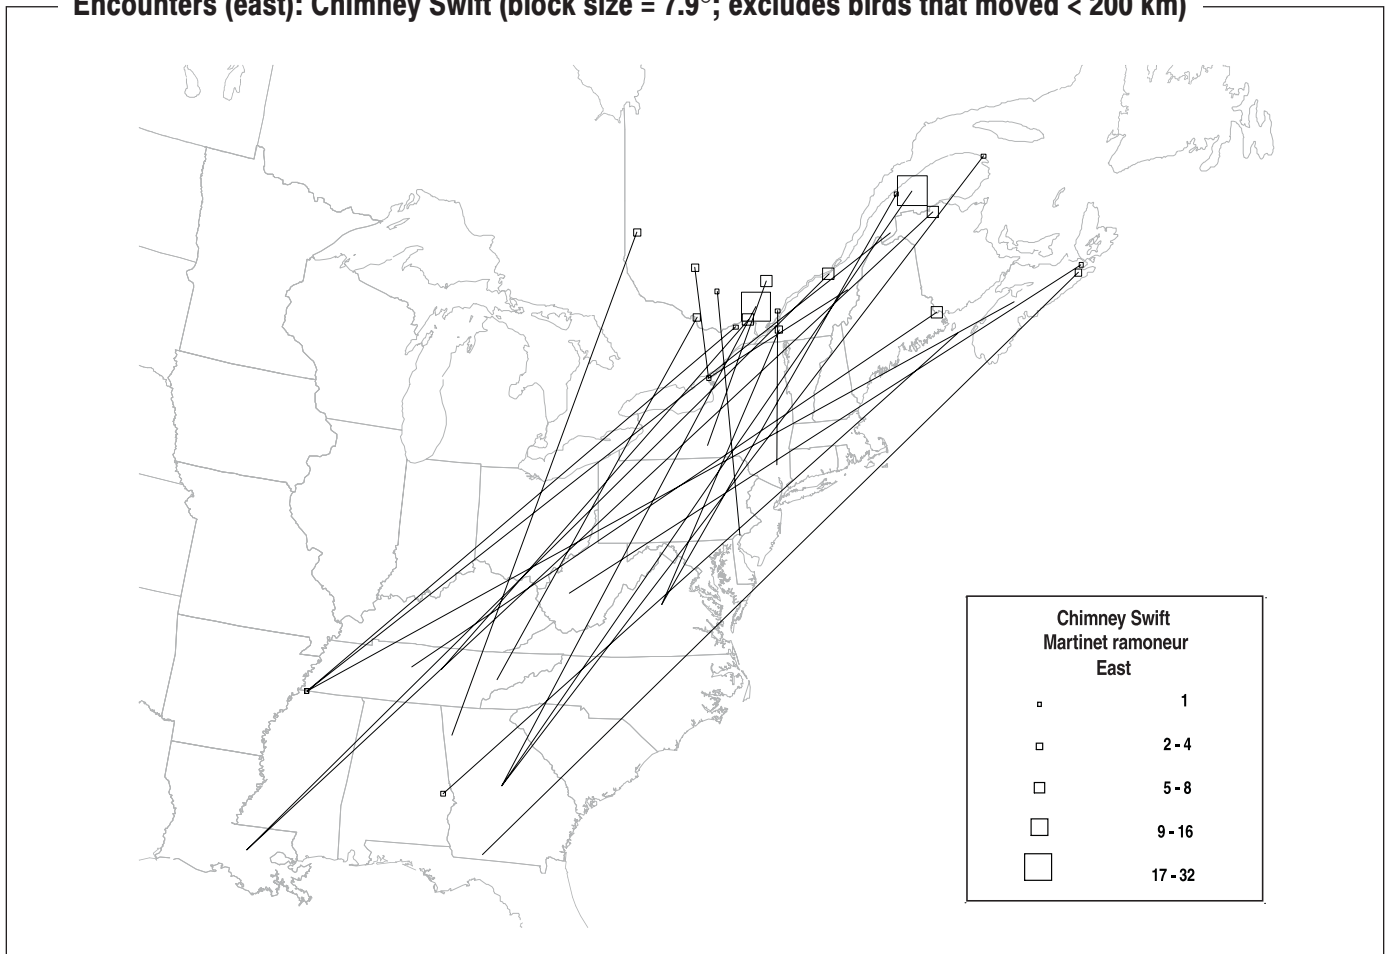 Encounters (east): Chimney Swift (block size = 7.9°; excludes birds that moved < 200 km)
Chimney Swift
Martinet ramoneur
East
1
2 - 4
5 - 8
9 - 16
17 - 32